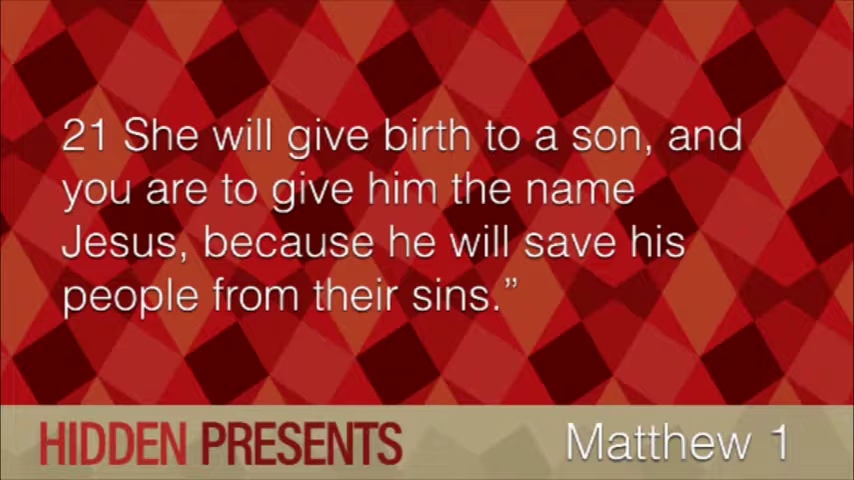 21 She will give birth to a son, and
you are to give him the name
Jesus, because he will save his
people from their sins.”
HIDDEN PRESENTS
Matthew 1